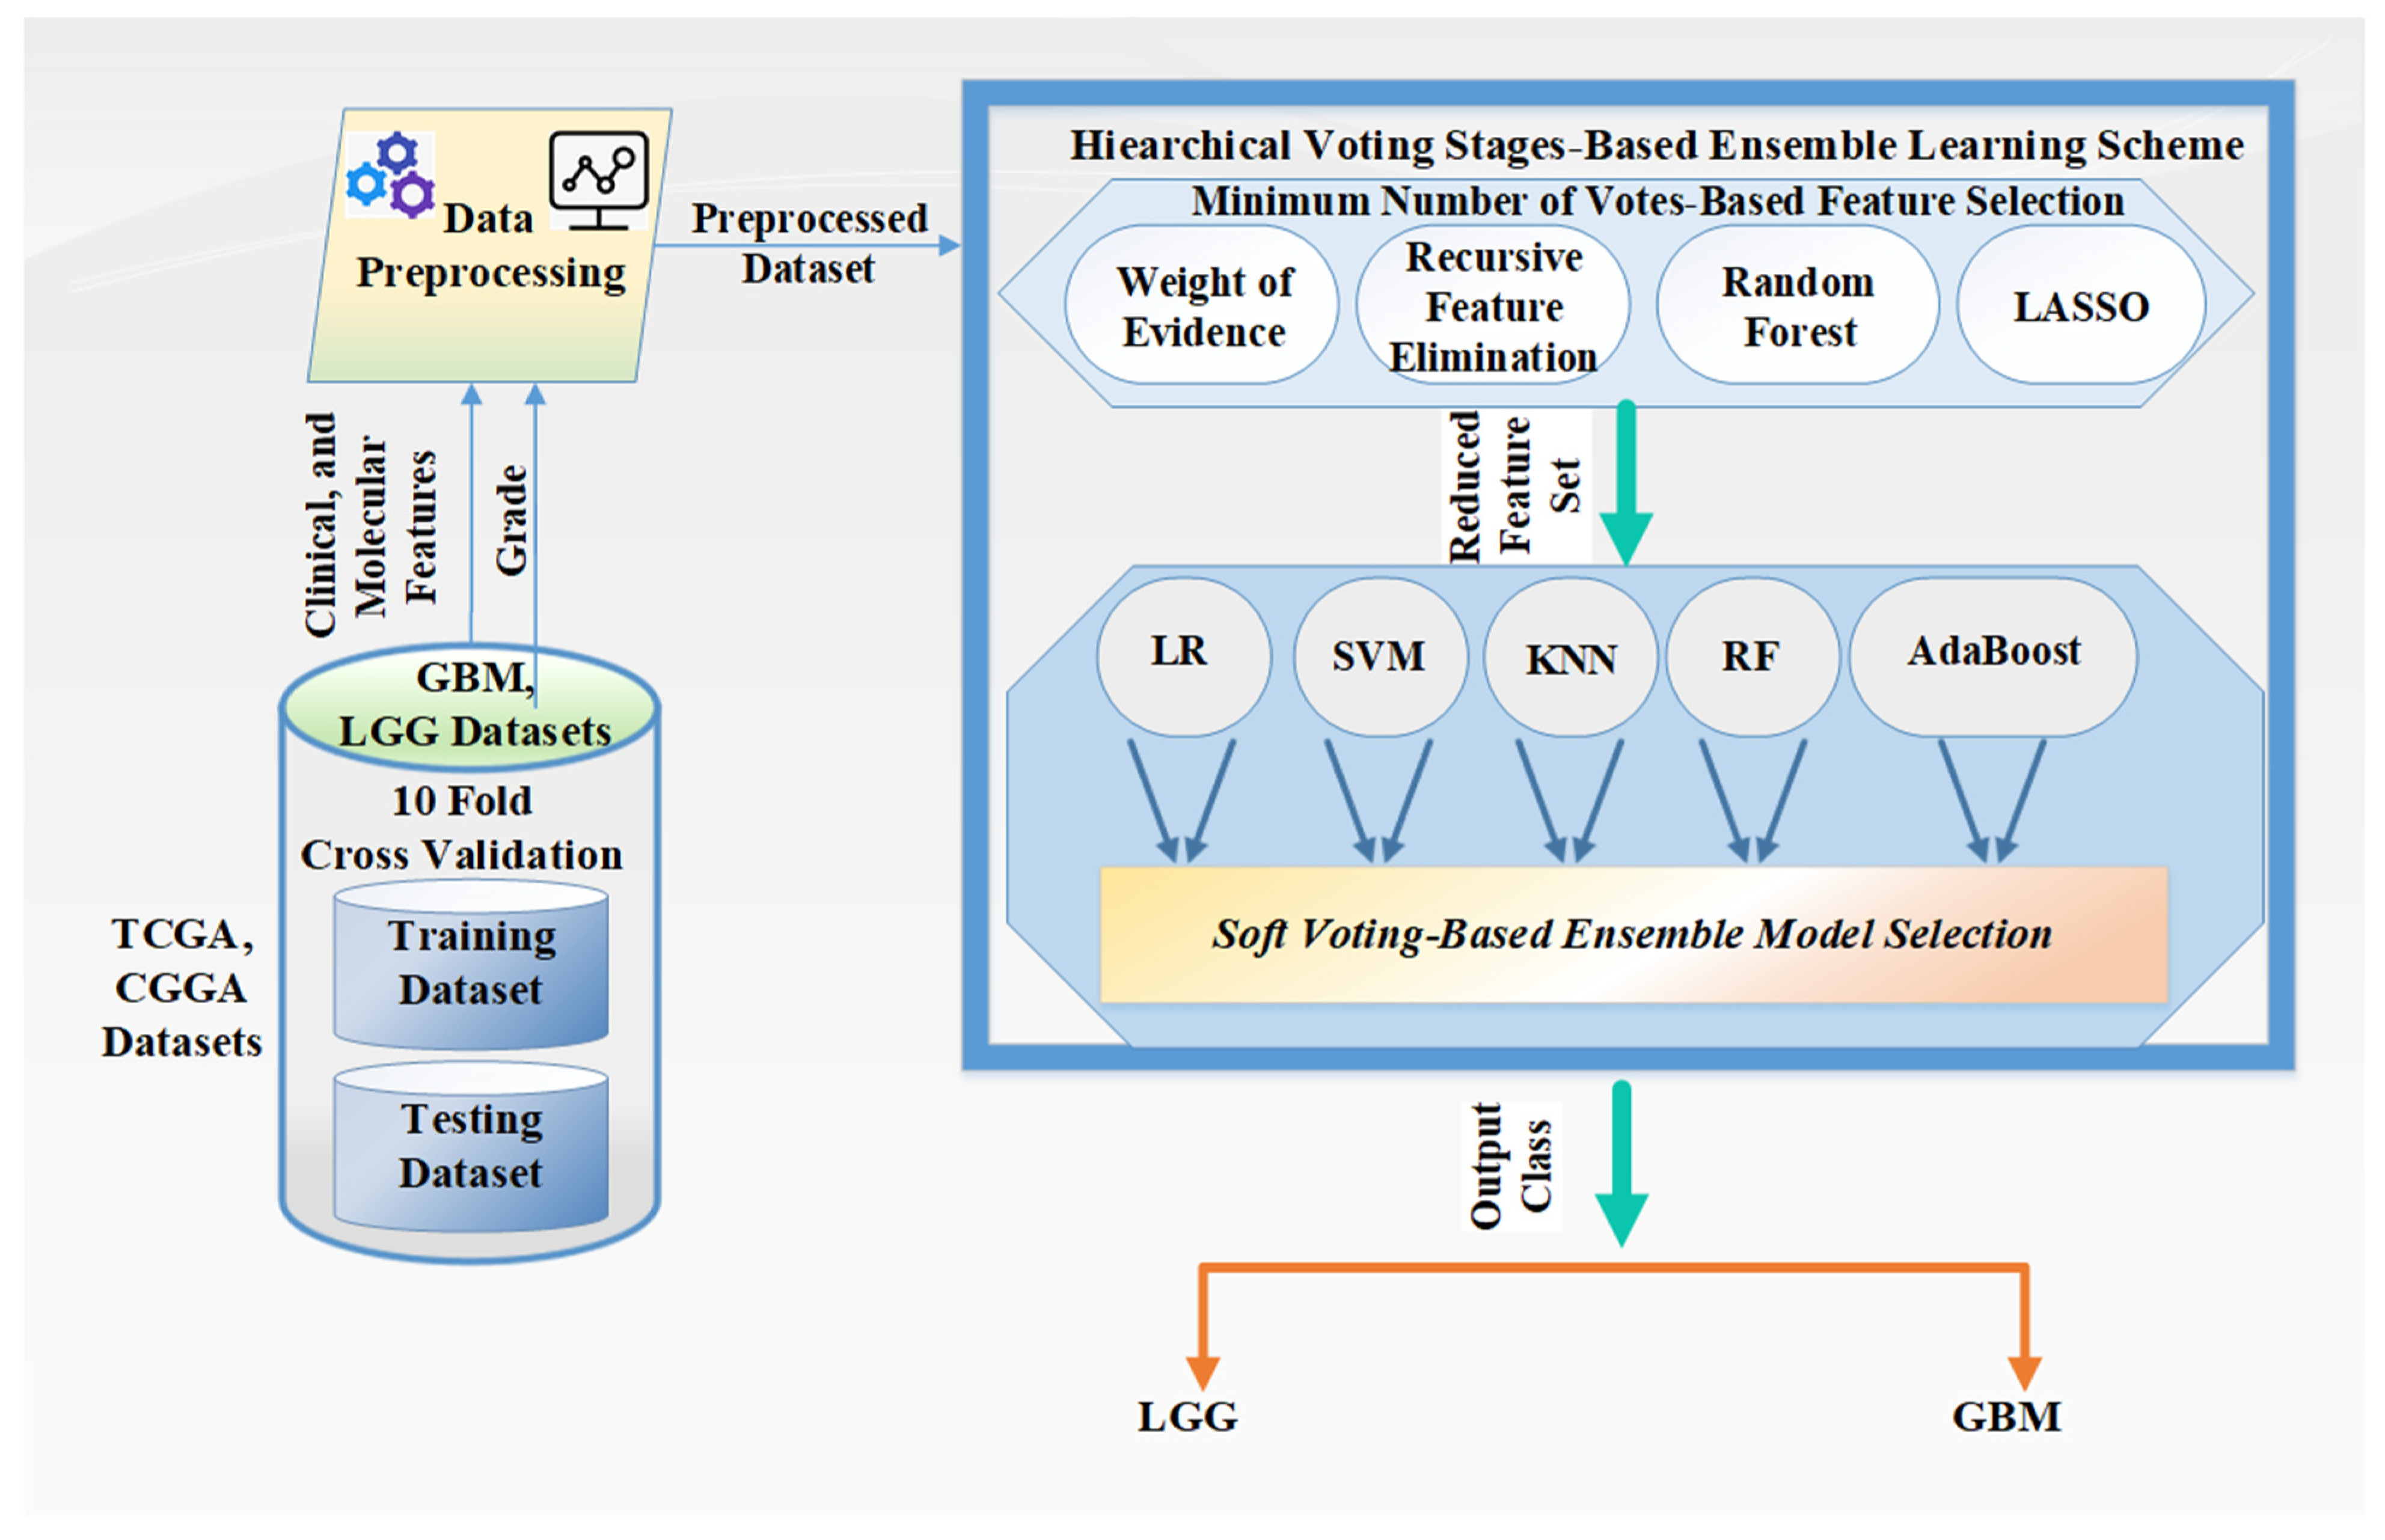 Data
Preprocessing
Preprocessed
Dataset
Clinical, and
Molecular
Features
Grade
GBM,
LGG Datasets
10 Fold
Cross Validation
Training
Dataset
Testing
Dataset
TCGA,
CGGA
Datasets
Hiearchical Voting Stages-Based Ensemble Learning Scheme
Minimum Number of Votes-Based Feature Selection
Weight of
Evidence
Recursive
Feature
Elimination
Random
Forest
LASSO
Reduced
Feature
Set
LR
SVM
KNN
RF
AdaBoost
Soft Voting-Based Ensemble Model Selection
Output
Class
LGG
GBM